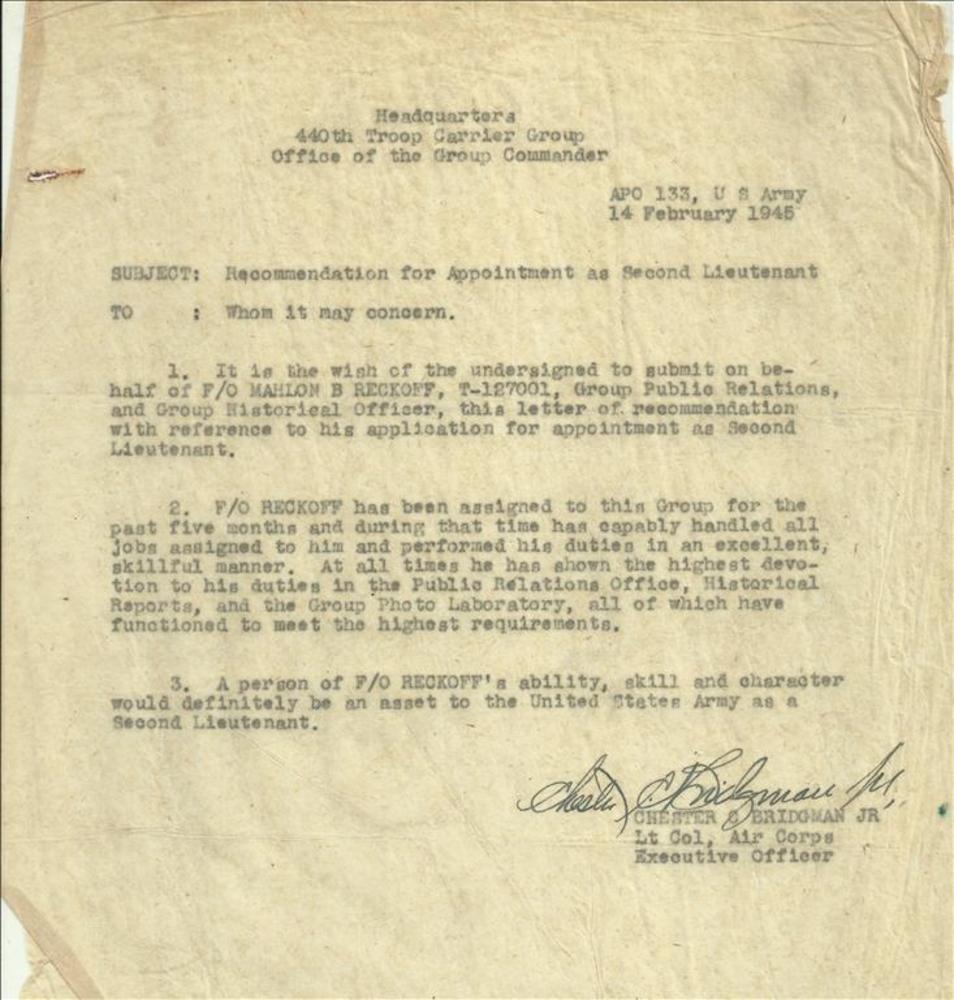 Headquarters
440th Troop Carrier Group
Office of the Group Commander
APO 133, U S Army
14 February 1945
SUBJECT: Recommendation for Appointment as Second Lieutenant
TO : Whom it may concern.
1. It is the wish of the undersigned to submit on be-
half of F/O MAHLON B RECKOFF, T-127001, Group Public Relations,
and Group Historical Officer, this letter of recommendation
with reference to his application for appointment as Second
Lieutenant.
2. F/O RECKOFF has been assigned to this Group for the
past five months and during that time has capably handled all
jobs assigned to him and performed his duties in an excellent,
skillful manner. At all times he has shown the highest devo-
tion to his duties in the Public Relations Office, Historical
Reports, and the Group Photo Laboratory, all of which have
functioned to meet the highest requirements.
3. A person of F/O RECKOFF's ability, skill and character
would definitely be an asset to the United States Army as a
Second Lieutenant.
Chester C Bridgman Jr.
CHESTER C BRIDGMAN JR
Lt Col, Air Corps
Executive Officer